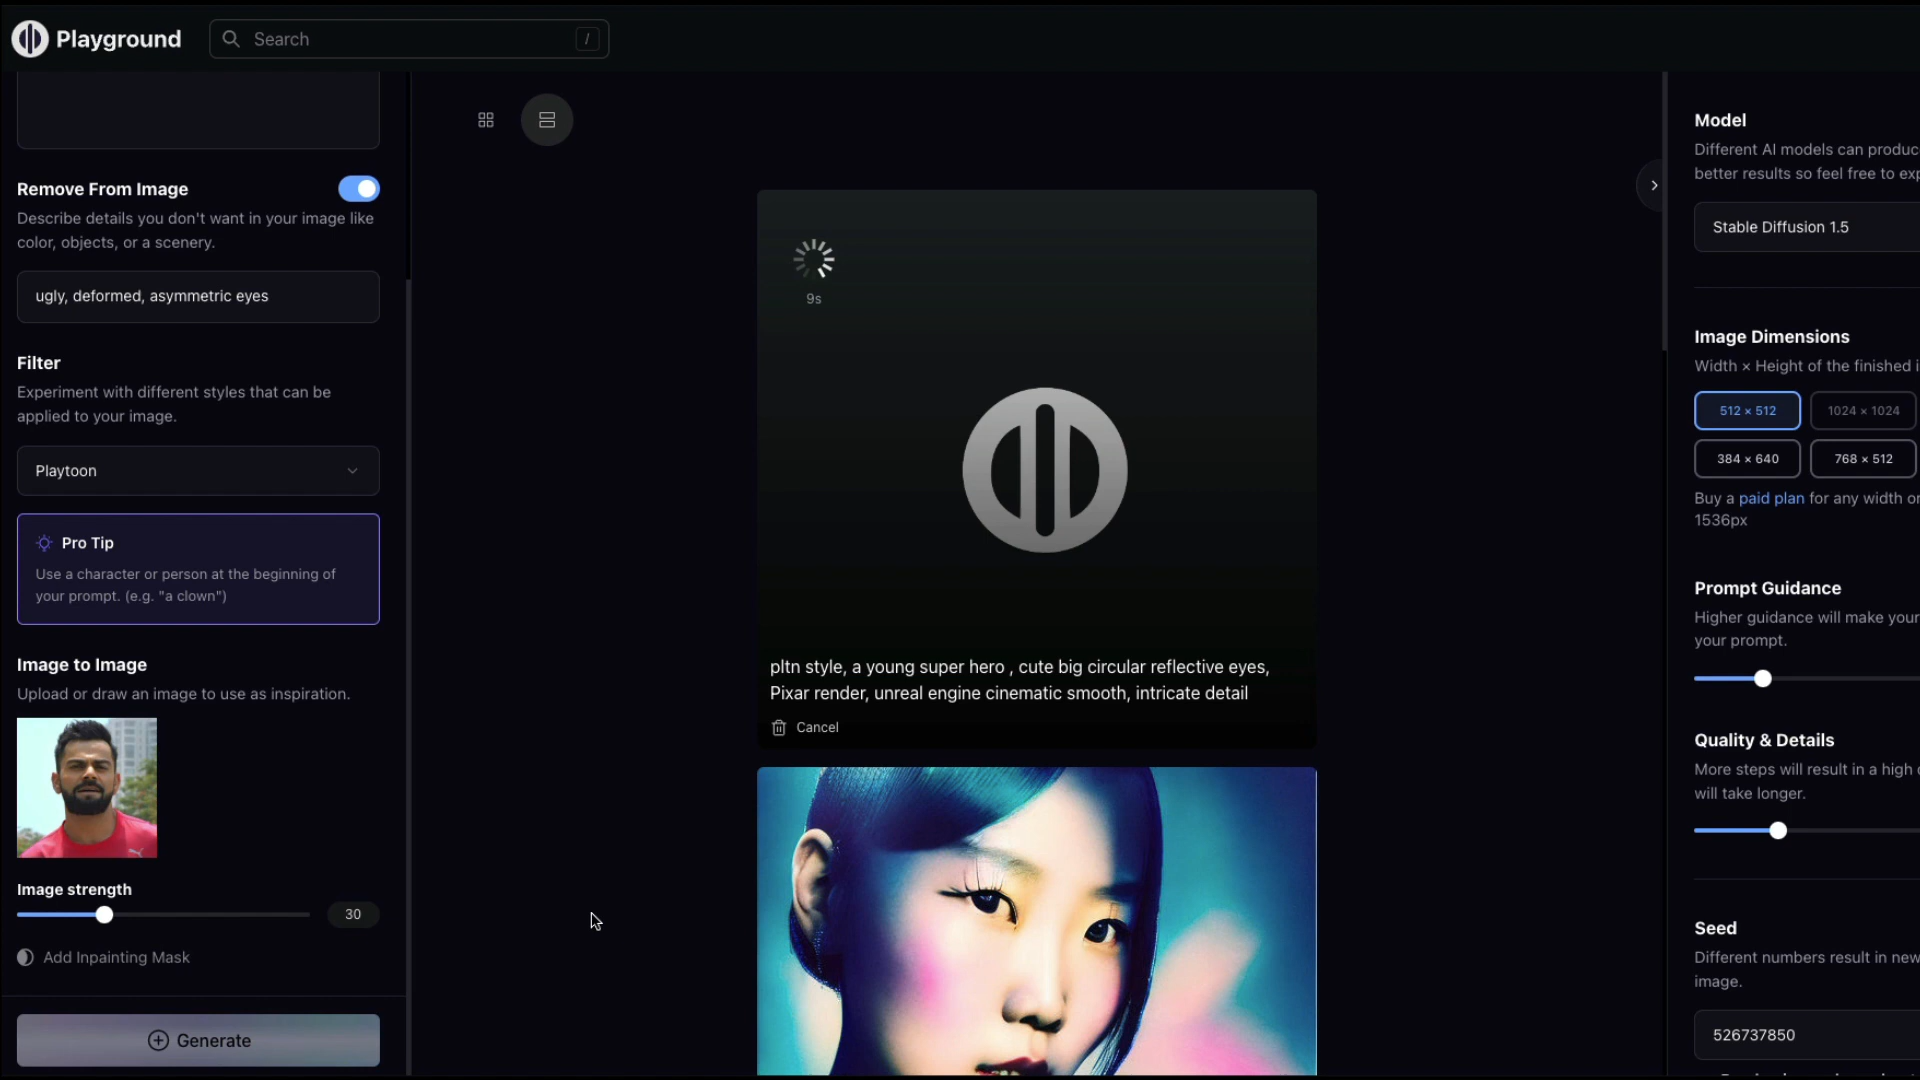 Playground
Search
/
Remove From Image
Describe details you don't want in your image like
color, objects, or a scenery.
ugly, deformed, asymmetric eyes
Filter
Experiment with different styles that can be
applied to your image.
Playtoon
Pro Tip
Use a character or person at the beginning of
your prompt. (e.g. "a clown")
Image to Image
Upload or draw an image to use as inspiration.
Image strength
30
Add Inpainting Mask
Generate
9s
pltn style, a young super hero , cute big circular reflective eyes,
Pixar render, unreal engine cinematic smooth, intricate detail
Cancel
Model
Different AI models can
better results so feel free to
Stable Diffusion 1.5
Image Dimensions
Width × Height of the finished
512 × 512
1024 × 1024
384 × 640
768 × 512
Buy a paid plan for any width
1536px
Prompt Guidance
Higher guidance will make your
your prompt.
Quality & Details
More steps will result in a high
will take longer.
Seed
Different numbers result in new
image.
526737850